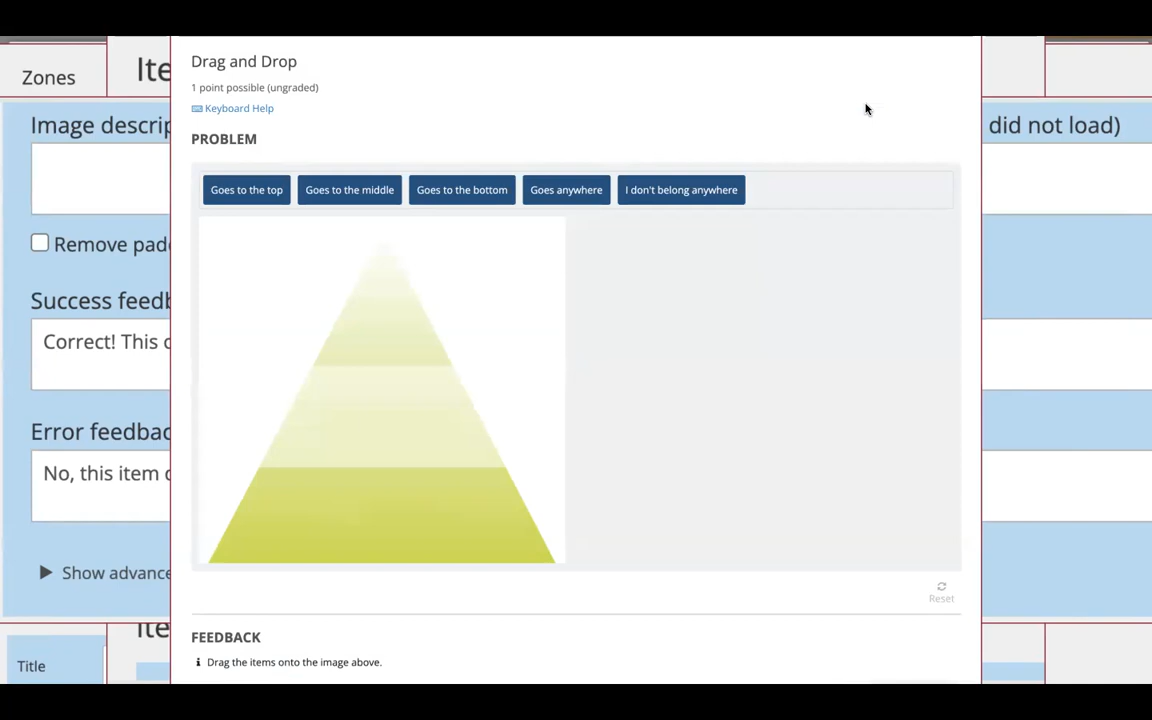 Drag and Drop
1 point possible (ungraded)
Keyboard Help
PROBLEM
Goes to the top Goes to the middle Goes to the bottom Goes anywhere I don't belong anywhere
Reset
FEEDBACK
Drag the items onto the image above.
Zones
Ite
Image descrip did not load)
Remove pad
Success feedb
Correct! This
Error feedbac
No, this item
Show advance
Title